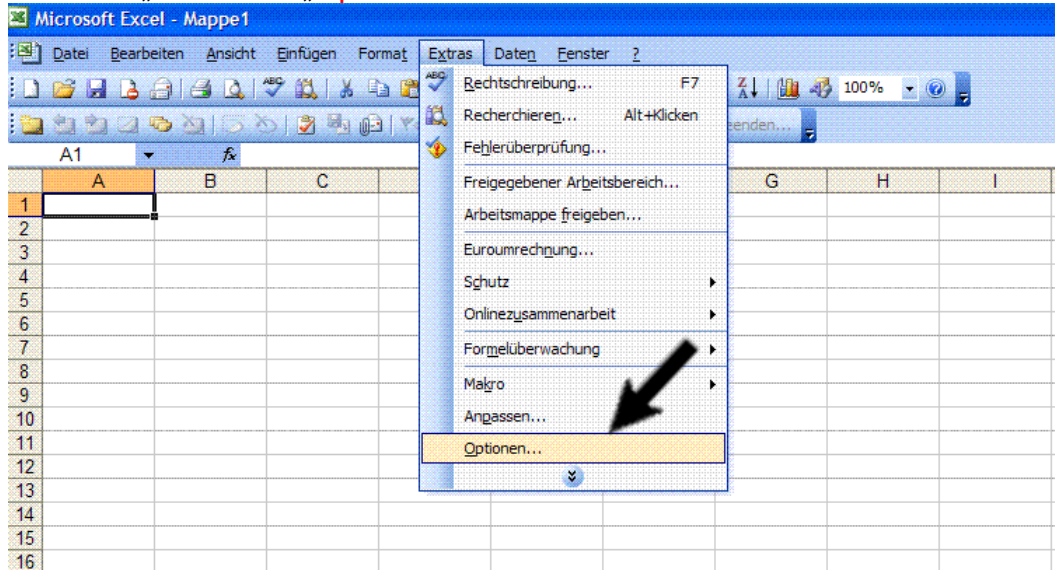 Microsoft Excel - Mappe1
Datei Bearbeiten Ansicht Einfügen Format Extras Daten Fenster ?
100%
A1 fx
A B C G H I
Rechtschreibung... F7
Recherchieren... Alt+Klicken
Fehlerüberprüfung...
Freigegebener Arbeitsbereich...
Arbeitsmappe freigeben...
Euroumrechnung...
Schutz
Onlinezusammenarbeit
Formelüberwachung
Makro
Anpassen...
Optionen...
1
2
3
4
5
6
7
8
9
10
11
12
13
14
15
16